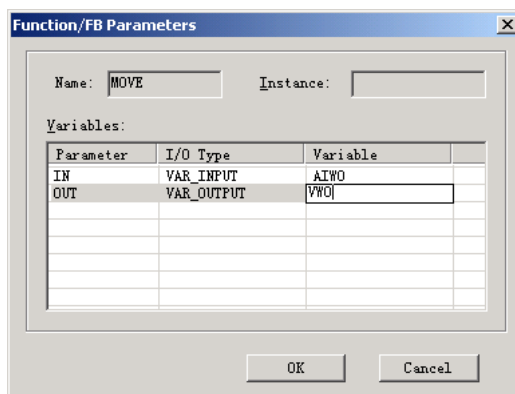 Function/FB Parameters
Name: MOVE Instance:
Variables:
Parameter I/O Type Variable
IN VAR_INPUT AIW0
OUT VAR_OUTPUT VW0
OK Cancel